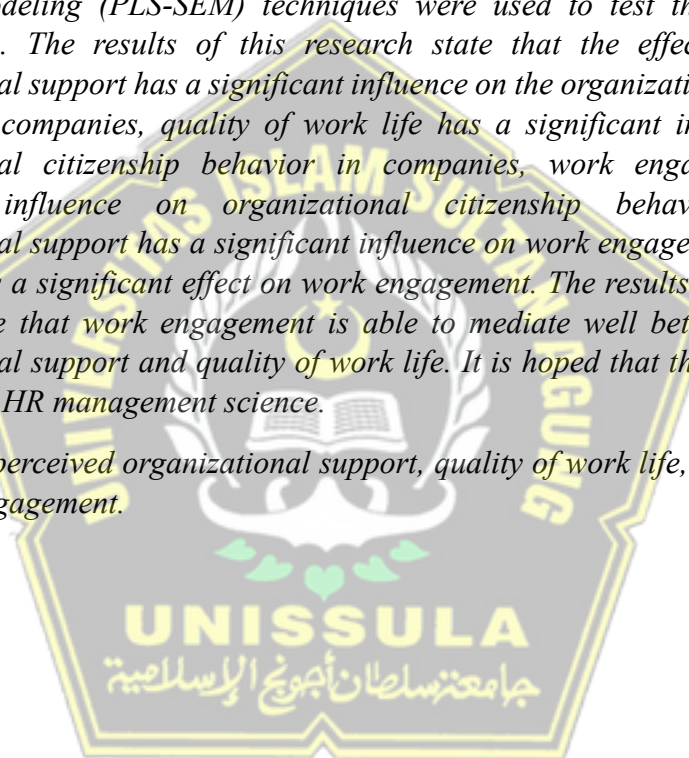 odeling (PLS-SEM) techniques were used to test th
. The results of this research state that the effec
al support has a significant influence on the organizati
companies, quality of work life has a significant in
al citizenship behavior in companies, work enga
influence on organizational citizenship behav
al support has a significant influence on work engage
s a significant effect on work engagement. The results
e that work engagement is able to mediate well bet
al support and quality of work life. It is hoped that th
HR management science.
perceived organizational support, quality of work life,
gagement.
UNIVERSITAS ISLAM SULTAN AGUNG
UNISSULA
جامعة سلطان أجونج الإسلامية